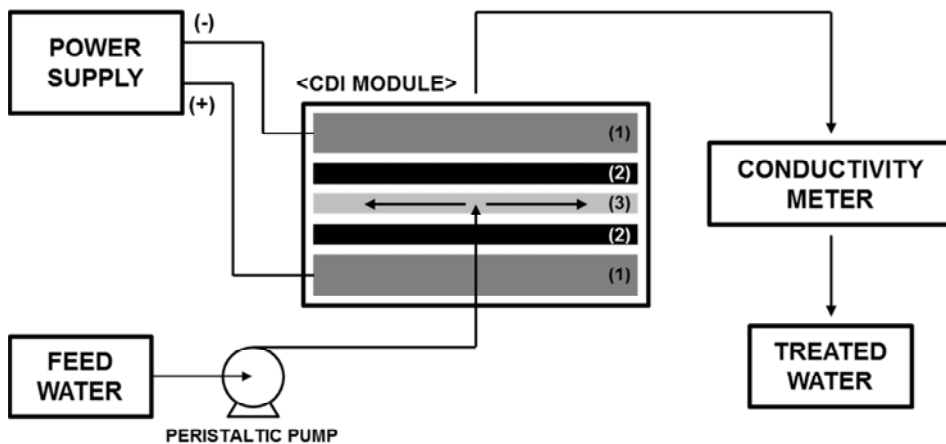 POWER
SUPPLY
(-)
(+)
<CDI MODULE>
(1)
(2)
(3)
(2)
(1)
CONDUCTIVITY
METER
FEED
WATER
PERISTALTIC PUMP
TREATED
WATER